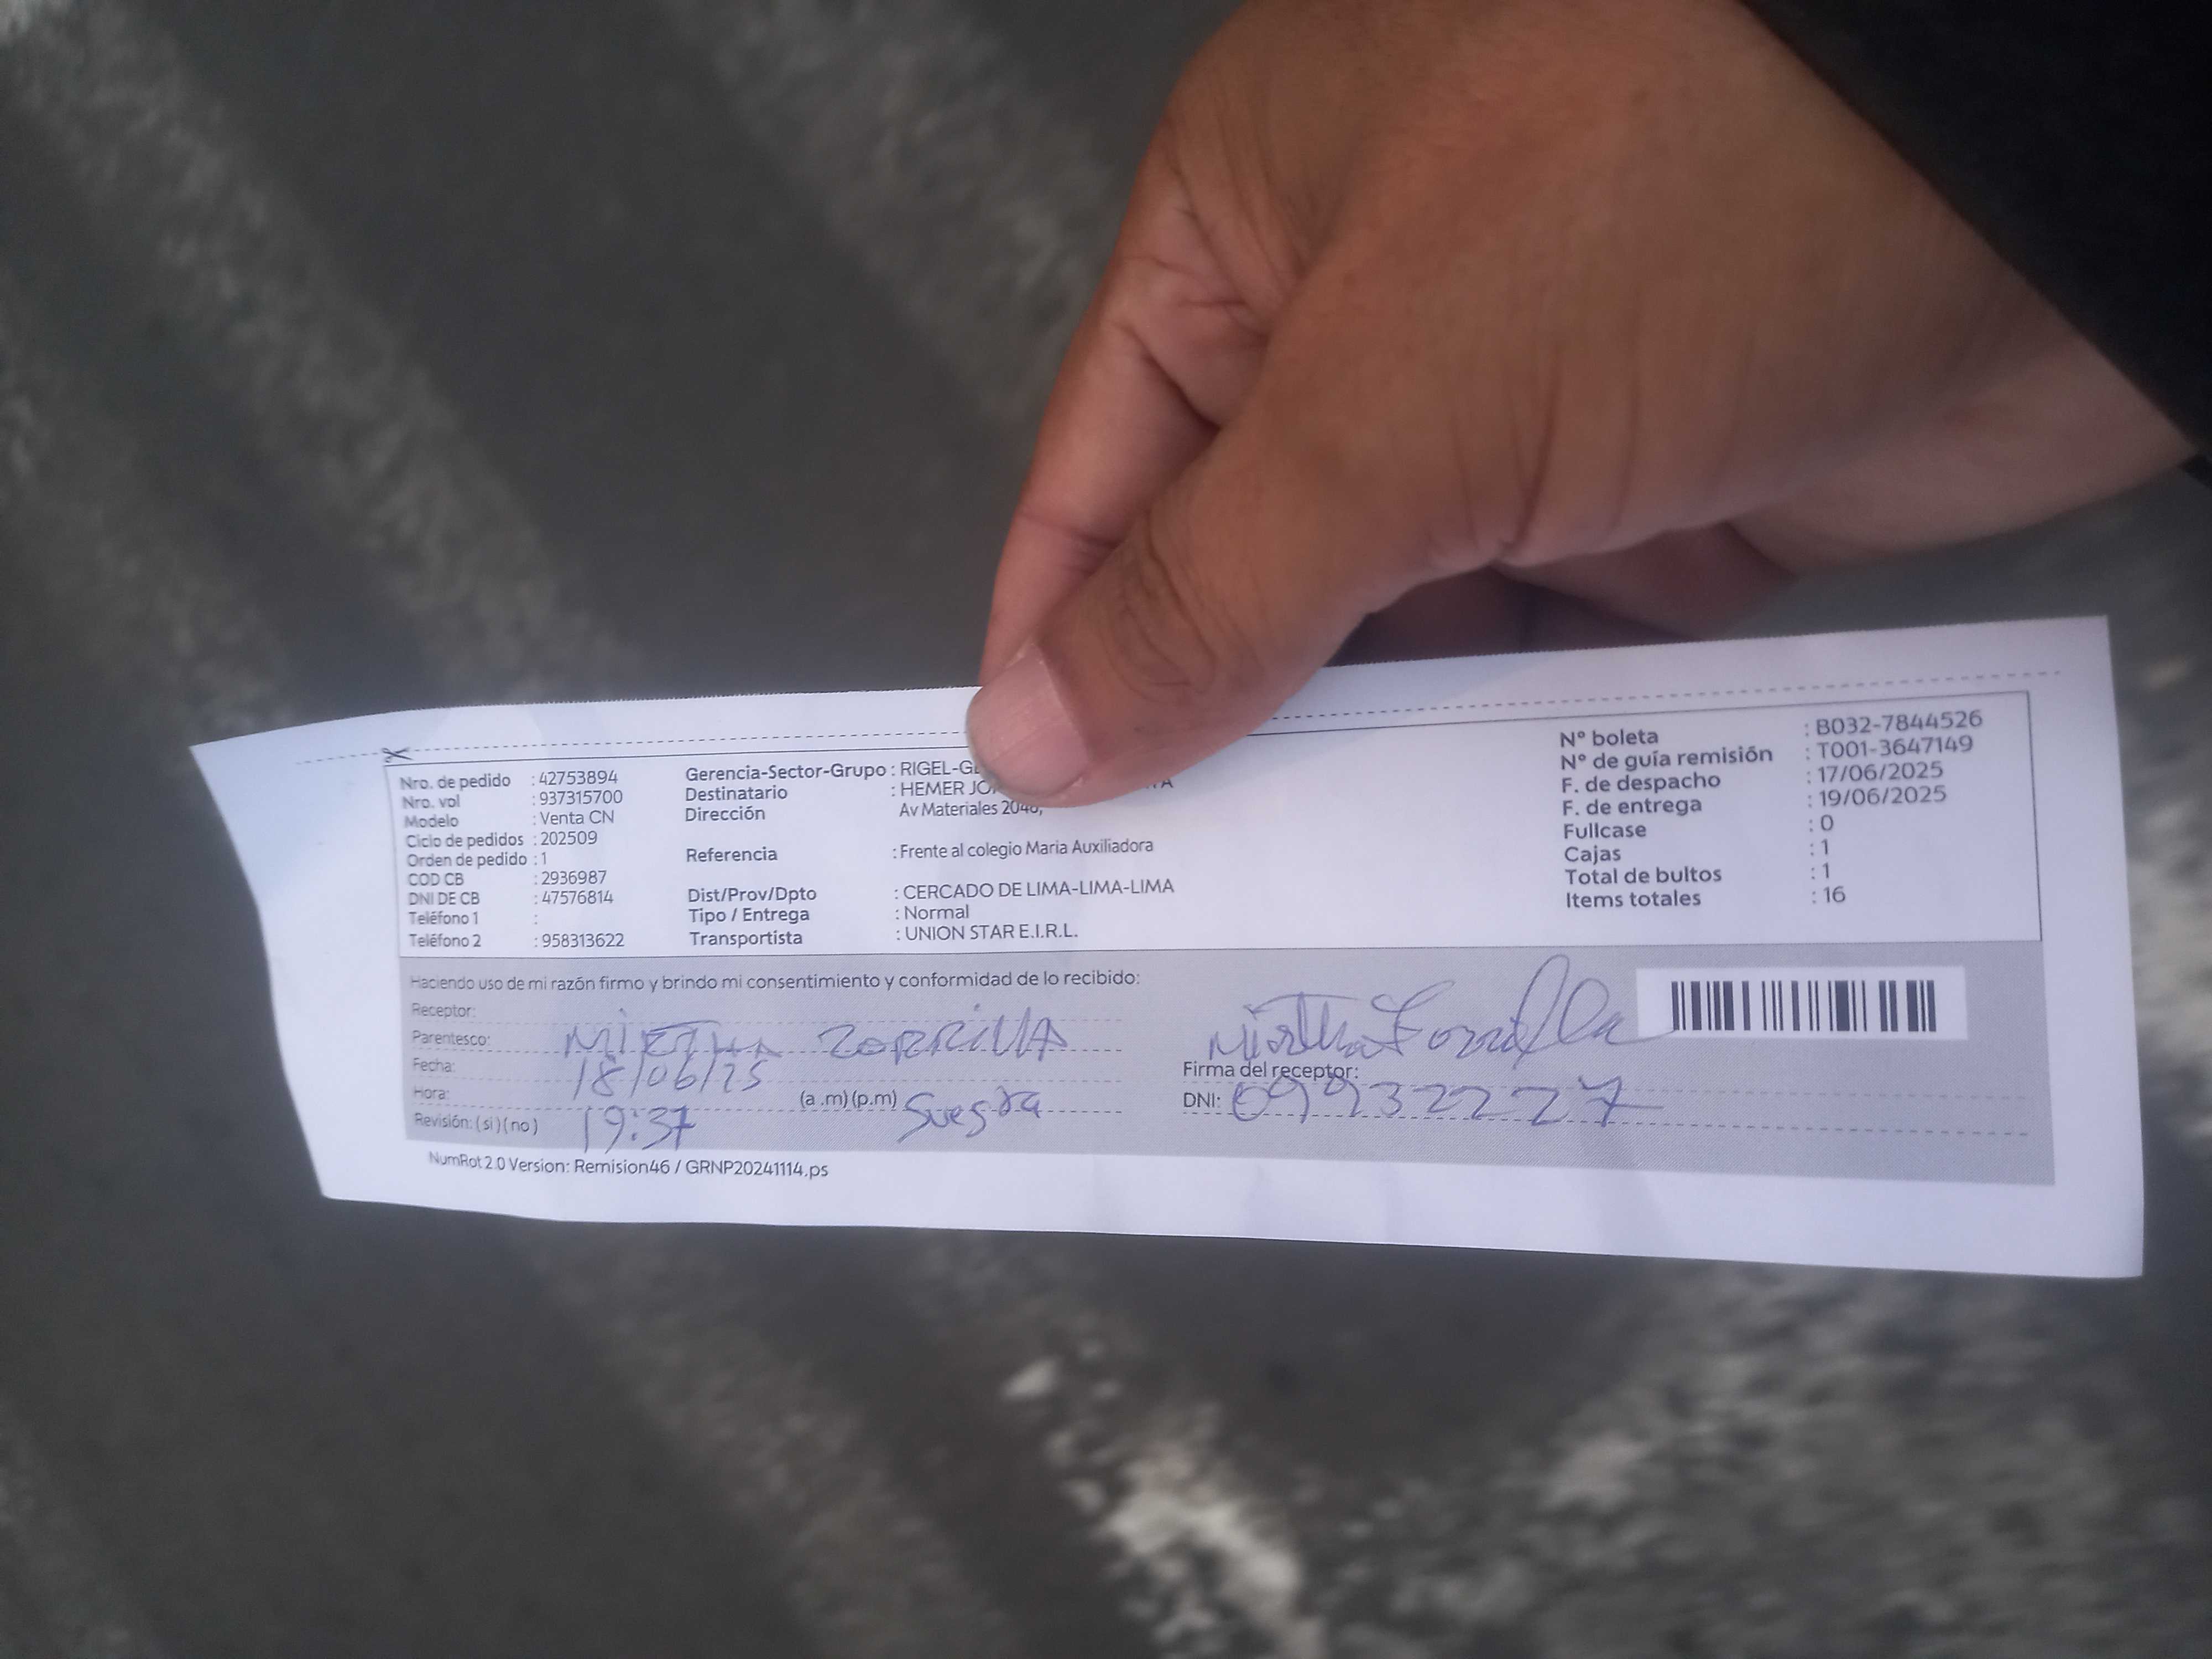 Nro. de pedido : 42753894
Nro. vol : 937315700
Modelo : Venta CN
Ciclo de pedidos : 202509
Orden de pedido : 1
COD CB : 2936987
DNI DE CB : 47576814
Teléfono 1 :
Teléfono 2 : 958313622
Gerencia-Sector-Grupo : RIGEL-
Destinatario : HEMER
Dirección Av Materiales
Referencia : Frente al colegio Maria Auxiliadora
Dist/Prov/Dpto : CERCADO DE LIMA-LIMA-LIMA
Tipo / Entrega : Normal
Transportista : UNION STAR E.I.R.L.
N° boleta : B032-7844526
N° de guía remisión : T001-3647149
F. de despacho : 17/06/2025
F. de entrega : 19/06/2025
Fullcase : 0
Cajas : 1
Total de bultos : 1
Items totales : 16
Haciendo uso de mi razón firmo y brindo mi consentimiento y conformidad de lo recibido:
Receptor:
Parentesco: MIRTHA ZORRILLA
Fecha: 18/06/25
Hora: (a .m) (p.m) Suegra
Revisión: ( si ) ( no ) 19:37
Mirtha Zorrilla
Firma del receptor:
DNI: 09932227
NumRot 2.0 Version: Remision46 / GRNP20241114.ps